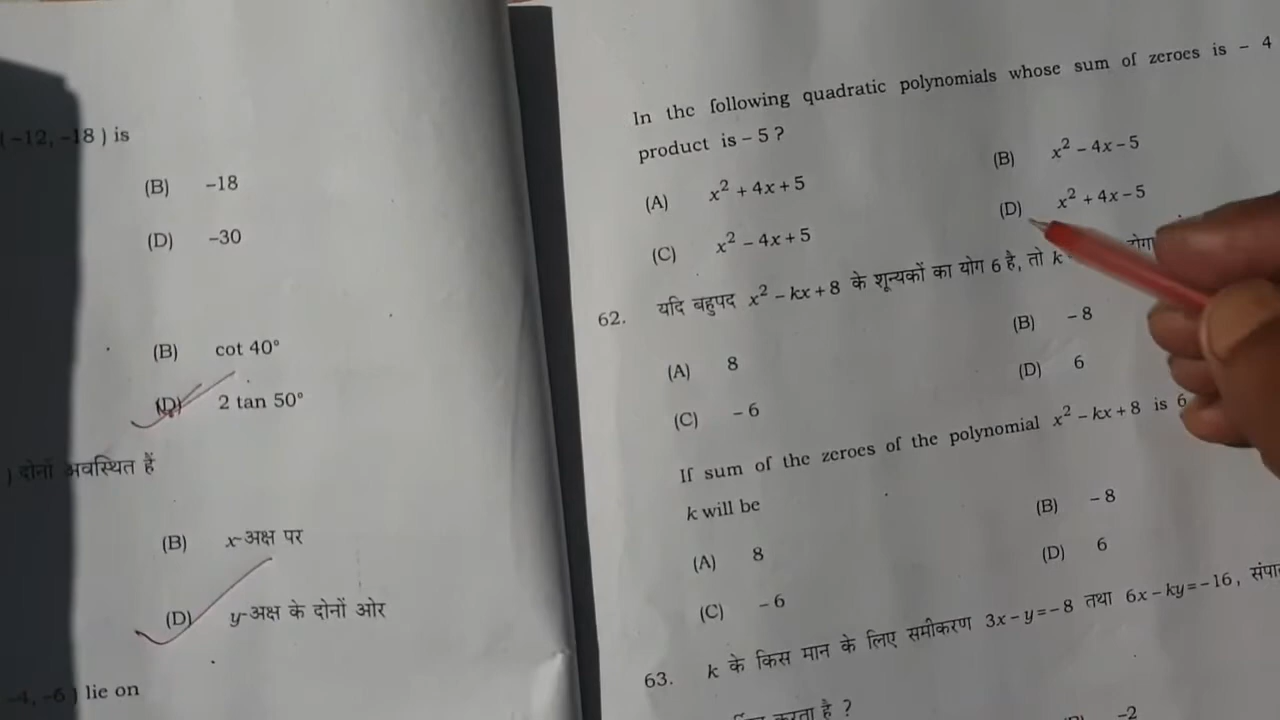 ( −12, −18 ) is
(B) −18
(D) −30
(B) cot 40°
(D) 2 tan 50°
) दोनों अवस्थित हैं
(B) x-अक्ष पर
(D) y-अक्ष के दोनों ओर
−4, −6 ) lie on
In the following quadratic polynomials whose sum of zeroes is − 4
product is − 5 ?
(A) x² + 4x + 5
(B) x² − 4x − 5
(C) x² − 4x + 5
(D) x² + 4x − 5
62. यदि बहुपद x² − kx + 8 के शून्यकों का योग 6 है, तो k
(A) 8
(B) − 8
(C) − 6
(D) 6
If sum of the zeroes of the polynomial x² − kx + 8 is 6
k will be
(A) 8
(B) − 8
(C) − 6
(D) 6
63. k के किस मान के लिए समीकरण 3x − y = − 8 तथा 6x − ky = − 16,
करता है ?
−2